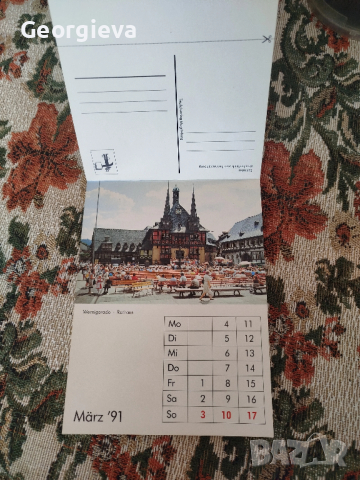 Georgieva
Wernigerode · Rathaus
Mo 4 11
Di 5 12
Mi 6 13
Do 7 14
Fr 1 8 15
Sa 2 9 16
So 3 10 17
März '91
BAZAR